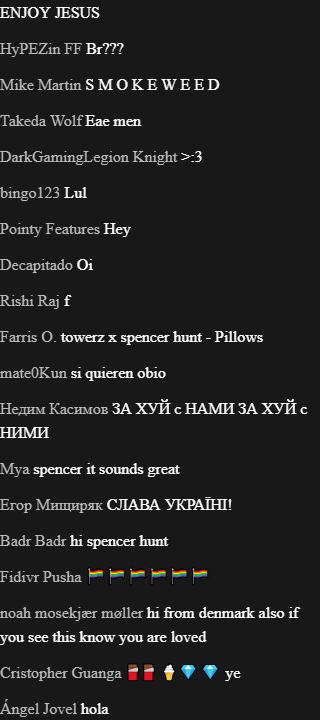 ENJOY JESUS
HyPEZin FF Br???
Mike Martin S M O K E W E E D
Takeda Wolf Eae men
DarkGamingLegion Knight >:3
bingo123 Lul
Pointy Features Hey
Decapitado Oi
Rishi Raj f
Farris O. towerz x spencer hunt - Pillows
mate0Kun si quieren obio
Недим Касимов ЗА ХУЙ с НАМИ ЗА ХУЙ с
НИМИ
Mya spencer it sounds great
Егор Мищиряк СЛАВА УКРАЇНІ!
Badr Badr hi spencer hunt
Fidivr Pusha 🏳️‍🌈🏳️‍🌈🏳️‍🌈🏳️‍🌈🏳️‍🌈🏳️‍🌈
noah mosekjær møller hi from denmark also if
you see this know you are loved
Cristopher Guanga 🍫🍫🍦💎💎 ye
Ángel Jovel hola